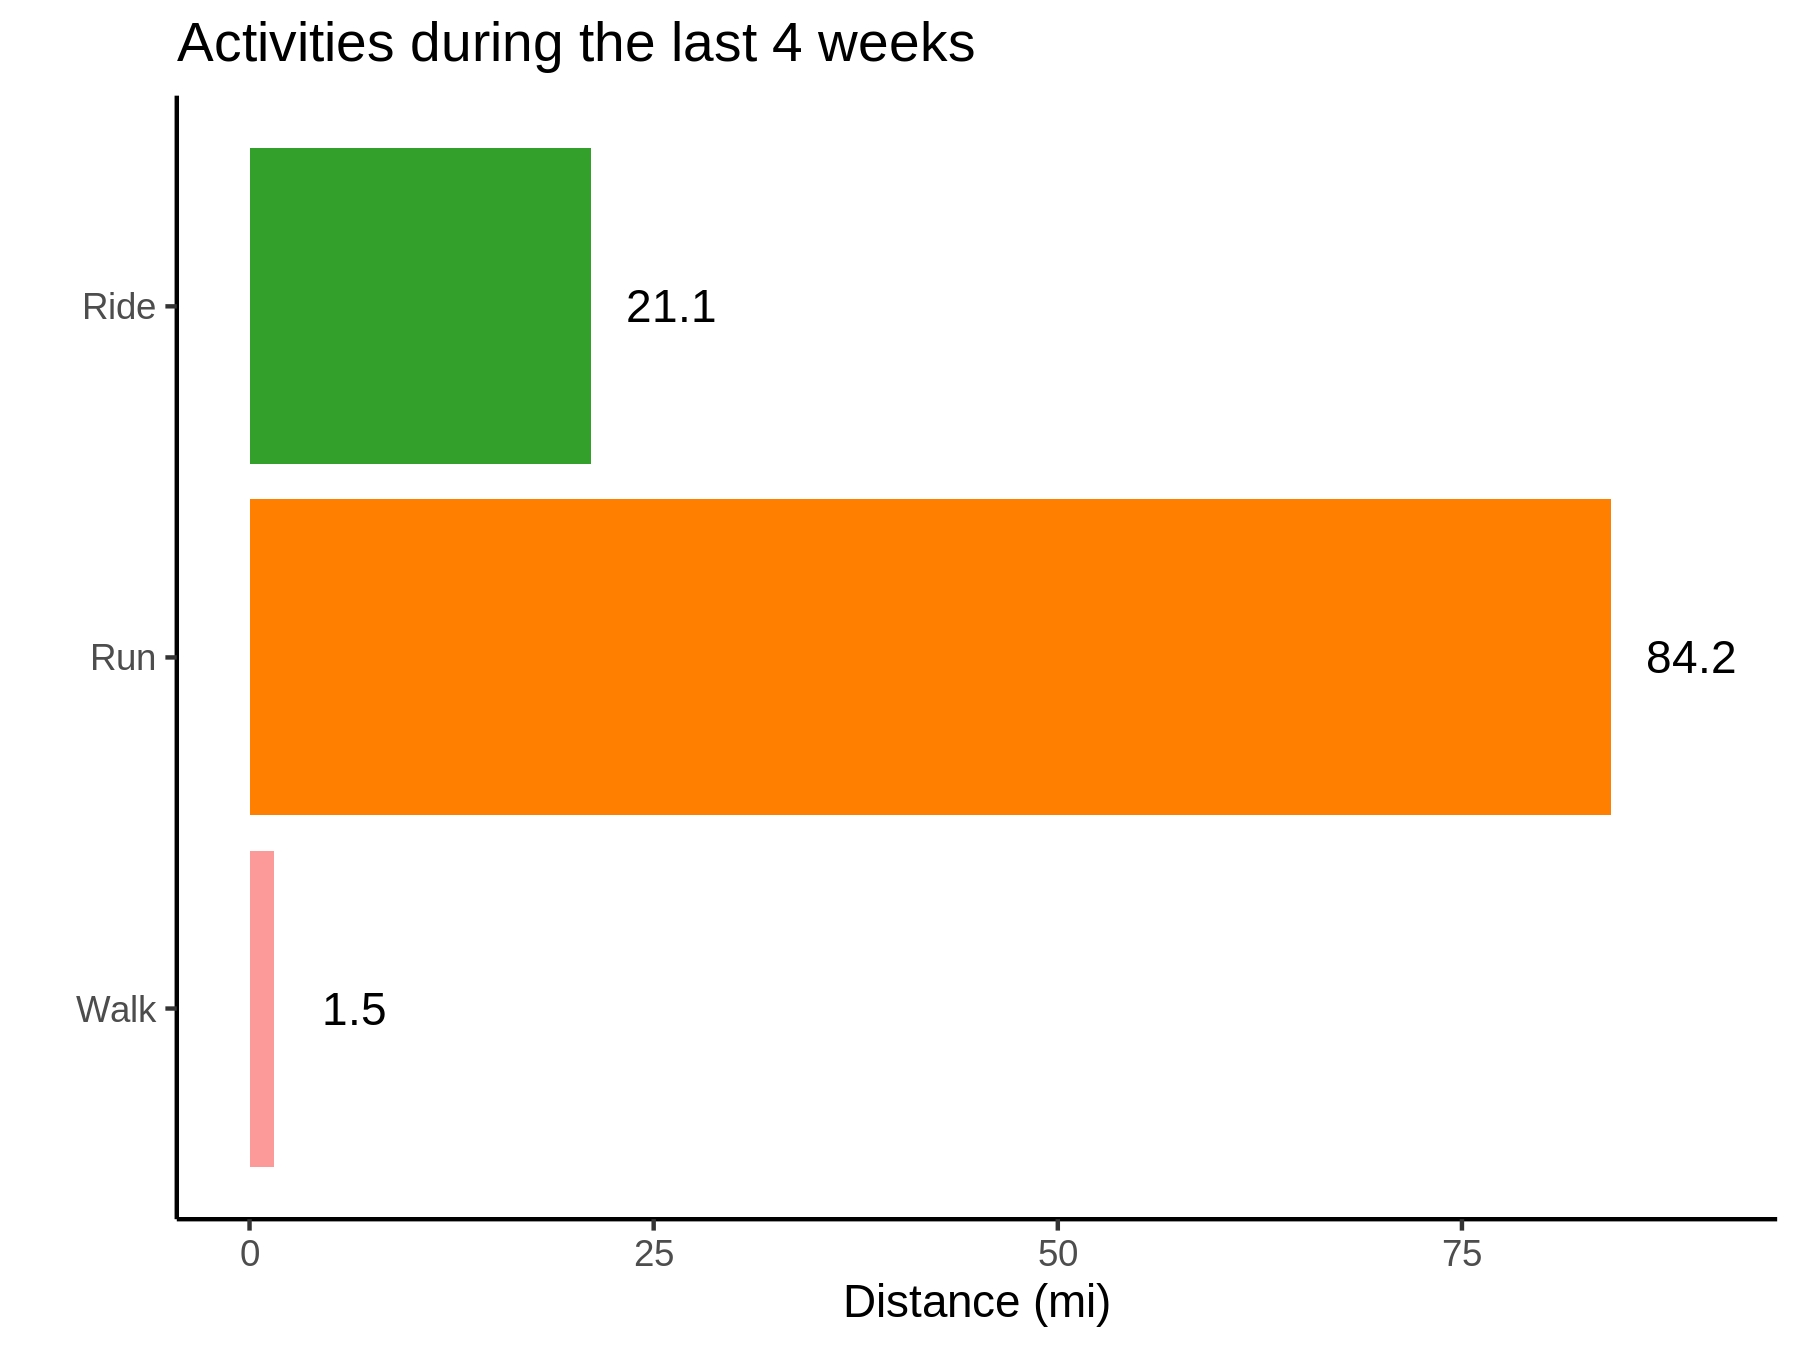 Activities during the last 4 weeks
Ride
21.1
Run
84.2
Walk
1.5
0 25 50 75
Distance (mi)